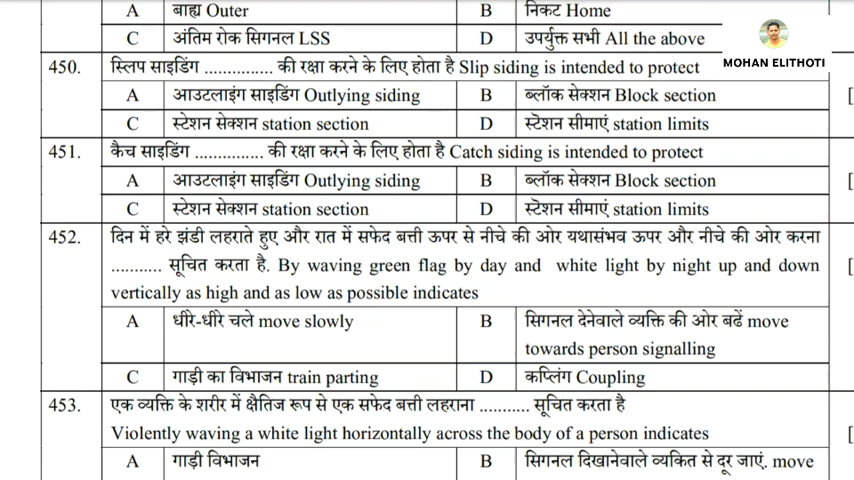 A बाह्य Outer B निकट Home
C अंतिम रोक सिगनल LSS D उपर्युक्त सभी All the above
MOHAN ELITHOTI
450. स्लिप साइडिंग ............... की रक्षा करने के लिए होता है Slip siding is intended to protect
A आउटलाइंग साइडिंग Outlying siding B ब्लॉक सेक्शन Block section
C स्टेशन सेक्शन station section D स्टेशन सीमाएं station limits
451. कैच साइडिंग ............... की रक्षा करने के लिए होता है Catch siding is intended to protect
A आउटलाइंग साइडिंग Outlying siding B ब्लॉक सेक्शन Block section
C स्टेशन सेक्शन station section D स्टेशन सीमाएं station limits
452. दिन में हरे झंडी लहराते हुए और रात में सफेद बत्ती ऊपर से नीचे की ओर यथासंभव ऊपर और नीचे की ओर करना
........... सूचित करता है. By waving green flag by day and white light by night up and down
vertically as high and as low as possible indicates
A धीरे-धीरे चले move slowly B सिगनल देनेवाले व्यक्ति की ओर बढें move
towards person signalling
C गाड़ी का विभाजन train parting D कप्लिंग Coupling
453. एक व्यक्ति के शरीर में क्षैतिज रूप से एक सफेद बत्ती लहराना ........... सूचित करता है
Violently waving a white light horizontally across the body of a person indicates
A गाड़ी विभाजन B सिगनल दिखानेवाले व्यकित से दूर जाएं. move